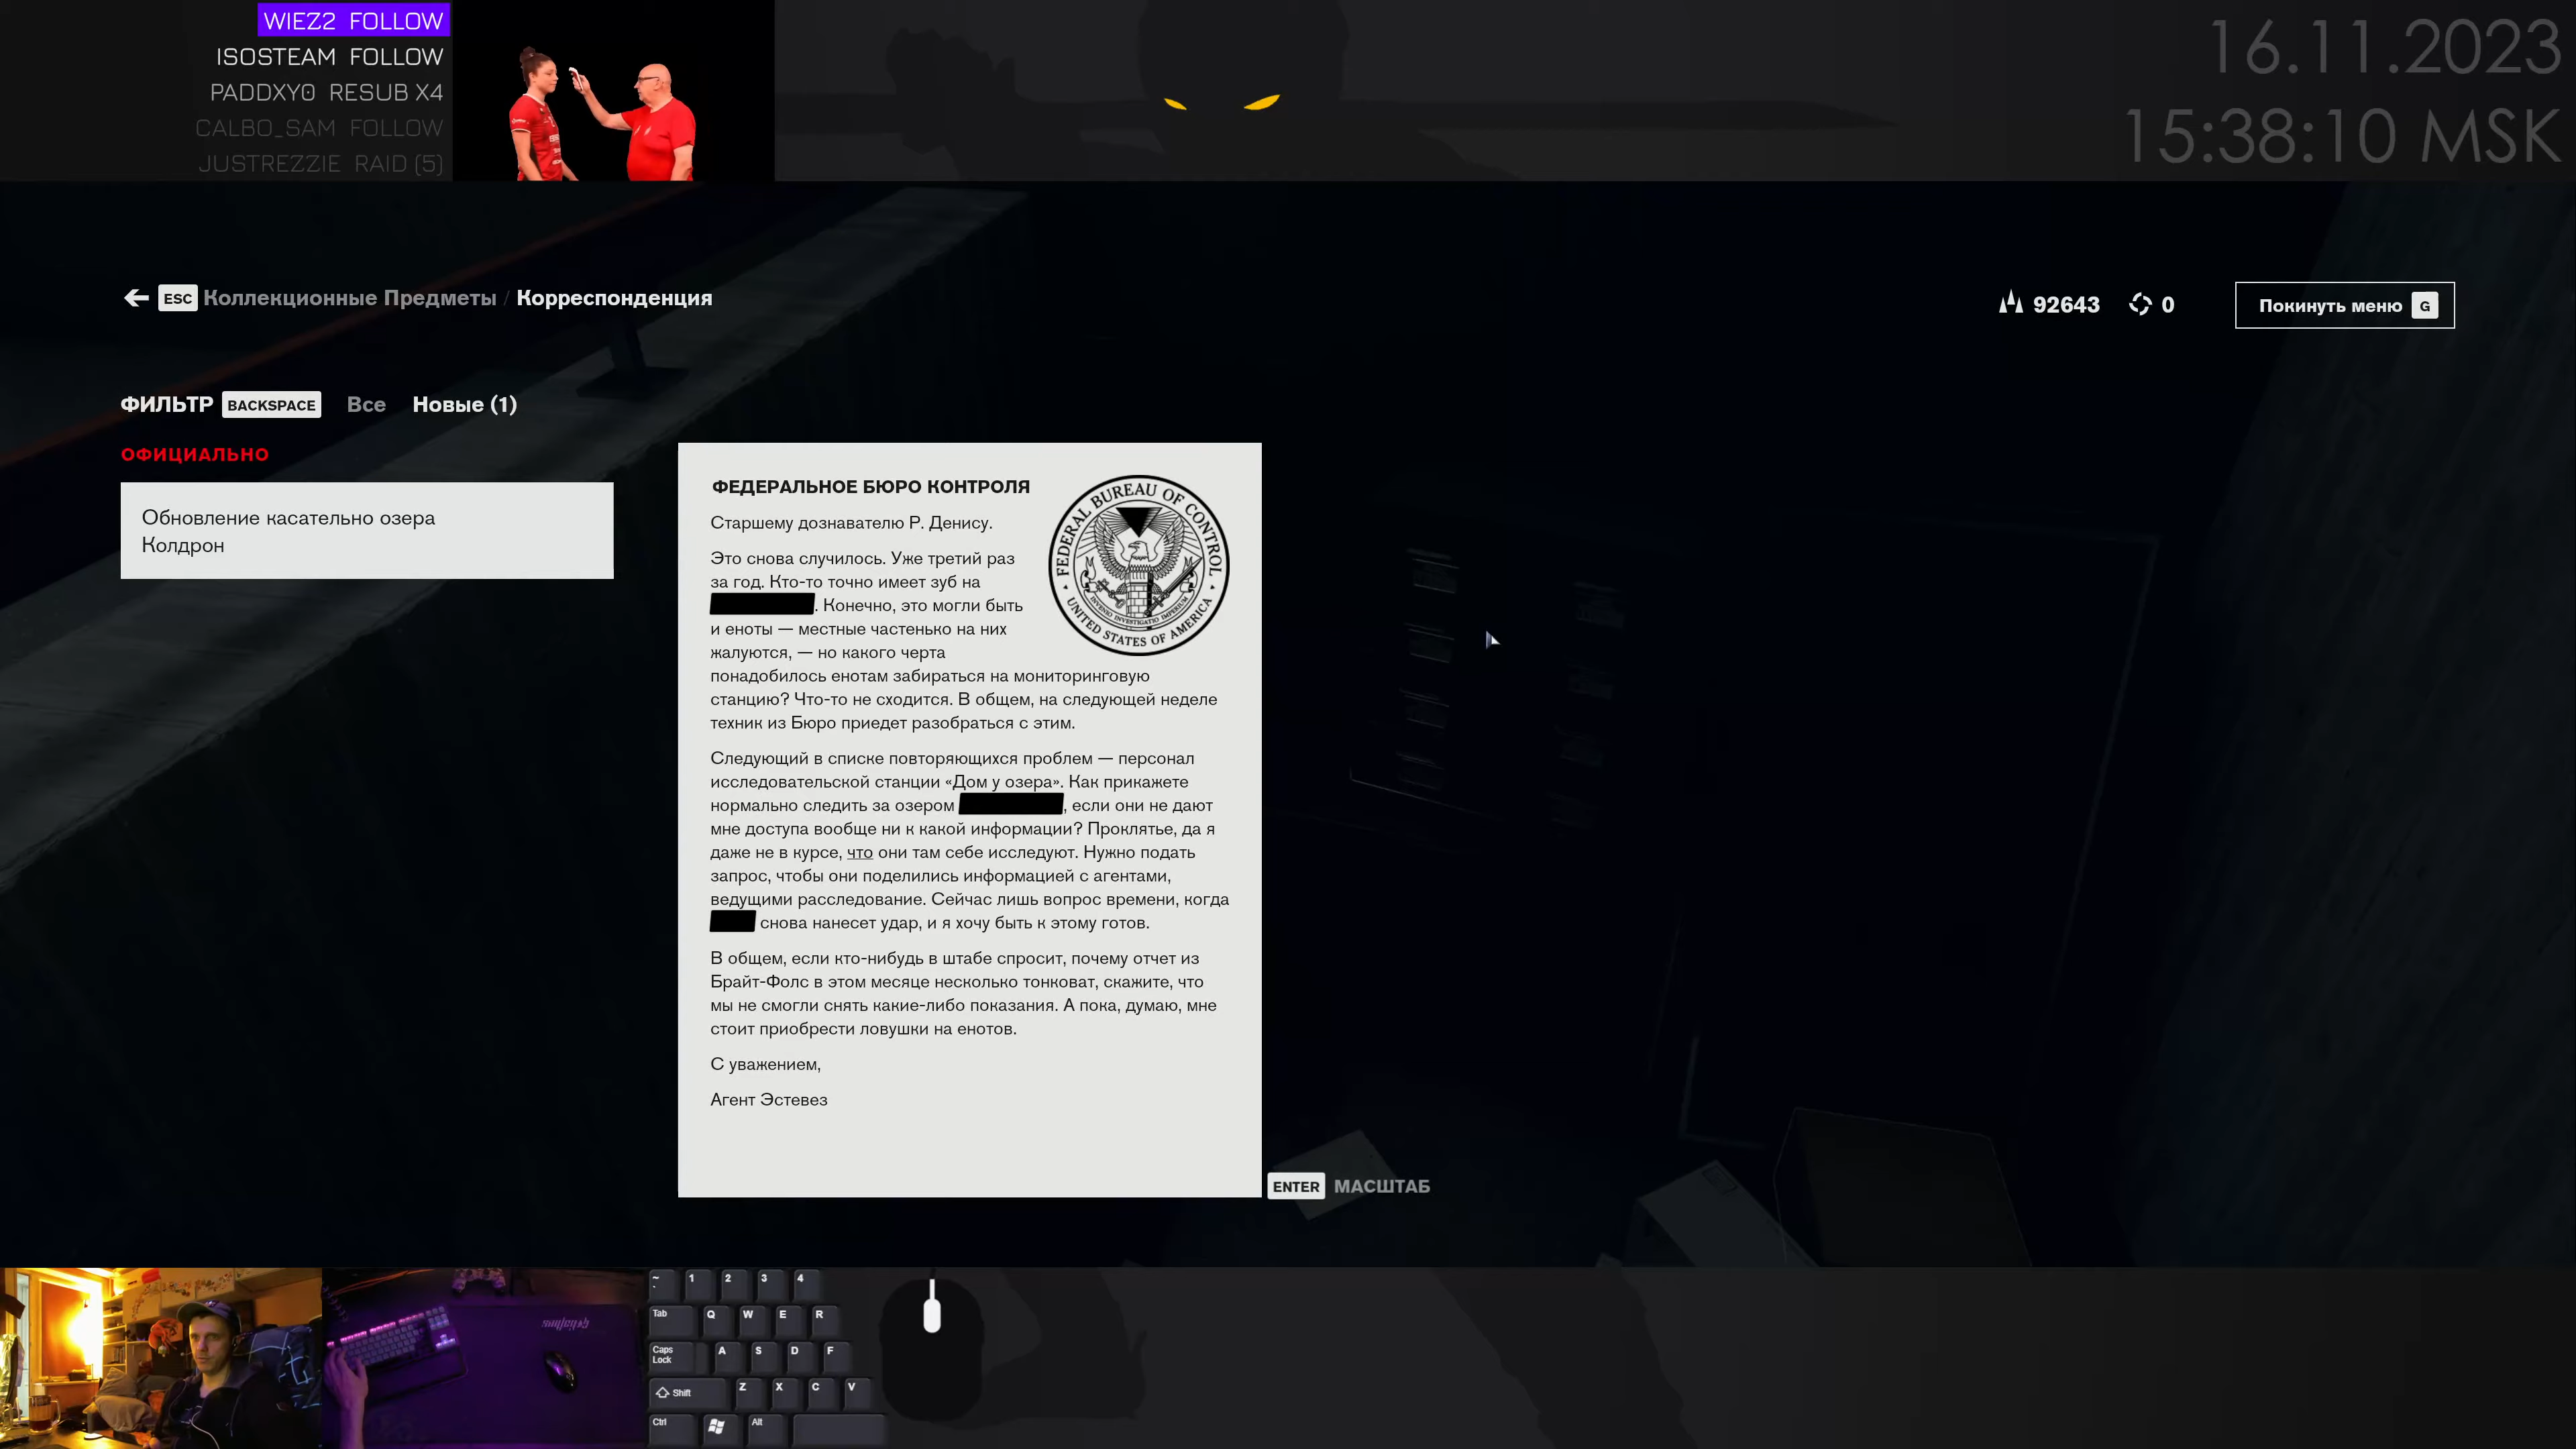 WIEZ2 FOLLOW
ISOSTEAM FOLLOW
PADDXY0 RESUB X4
CALBO_SAM FOLLOW
JUSTREZZIE RAID (5)
16.11.2023
15:38:10 MSK
ESC Коллекционные Предметы / Корреспонденция
92643 0
Покинуть меню G
ФИЛЬТР BACKSPACE Все Новые (1)
ОФИЦИАЛЬНО
Обновление касательно озера
Колдрон
ФЕДЕРАЛЬНОЕ БЮРО КОНТРОЛЯ
FEDERAL BUREAU OF CONTROL
UNITED STATES OF AMERICA
INVENIO INVESTIGATIO IMPERIUM
Старшему дознавателю Р. Денису.
Это снова случилось. Уже третий раз
за год. Кто-то точно имеет зуб на
. Конечно, это могли быть
и еноты — местные частенько на них
жалуются, — но какого черта
понадобилось енотам забираться на мониторинговую
станцию? Что-то не сходится. В общем, на следующей неделе
техник из Бюро приедет разобраться с этим.
Следующий в списке повторяющихся проблем — персонал
исследовательской станции «Дом у озера». Как прикажете
нормально следить за озером , если они не дают
мне доступа вообще ни к какой информации? Проклятье, да я
даже не в курсе, что они там себе исследуют. Нужно подать
запрос, чтобы они поделились информацией с агентами,
ведущими расследование. Сейчас лишь вопрос времени, когда
снова нанесет удар, и я хочу быть к этому готов.
В общем, если кто-нибудь в штабе спросит, почему отчет из
Брайт-Фолс в этом месяце несколько тонковат, скажите, что
мы не смогли снять какие-либо показания. А пока, думаю, мне
стоит приобрести ловушки на енотов.
С уважением,
Агент Эстевез
ENTER МАСШТАБ
~ 1 2 3 4
Tab Q W E R
Caps Lock A S D F
Shift Z X C V
Ctrl Alt